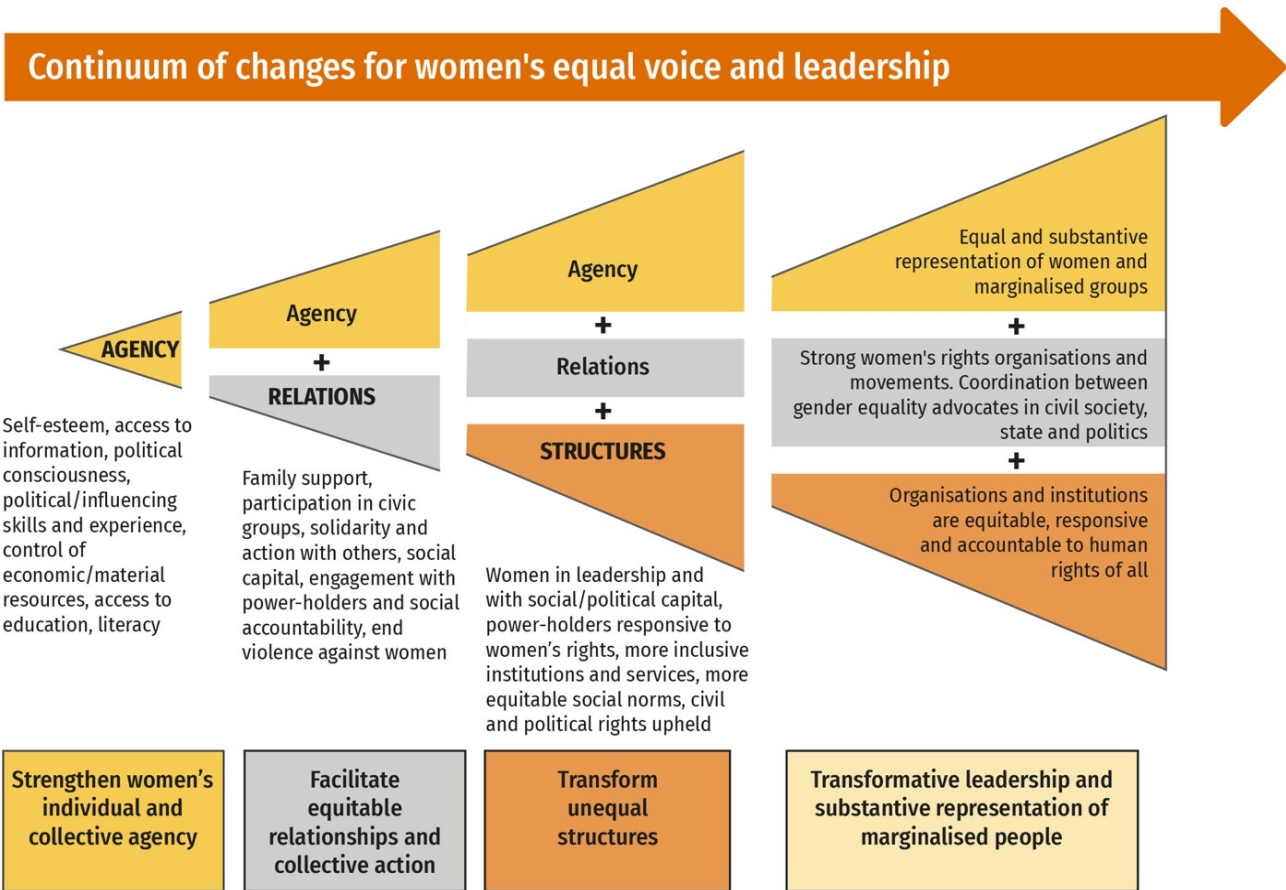 Continuum of changes for women's equal voice and leadership
AGENCY
Self-esteem, access to
information, political
consciousness,
political/influencing
skills and experience,
control of
economic/material
resources, access to
education, literacy
Agency
+
RELATIONS
Family support,
participation in civic
groups, solidarity and
action with others, social
capital, engagement with
power-holders and social
accountability, end
violence against women
Agency
+
Relations
+
STRUCTURES
Women in leadership and
with social/political capital,
power-holders responsive to
women’s rights, more inclusive
institutions and services, more
equitable social norms, civil
and political rights upheld
Equal and substantive
representation of women and
marginalised groups
+
Strong women's rights organisations and
movements. Coordination between
gender equality advocates in civil society,
state and politics
+
Organisations and institutions
are equitable, responsive
and accountable to human
rights of all
Strengthen women’s
individual and
collective agency
Facilitate
equitable
relationships and
collective action
Transform
unequal
structures
Transformative leadership and
substantive representation of
marginalised people